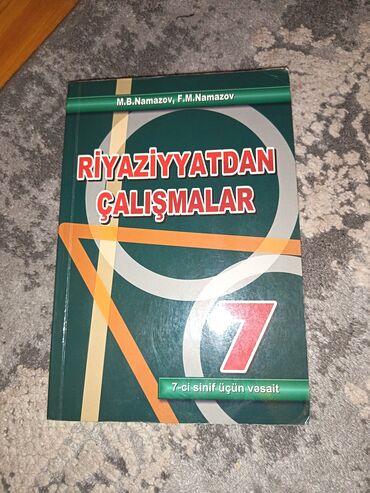 M.B.Namazov, F.M.Namazov
RİYAZİYYATDAN
ÇALIŞMALAR
7
7-ci sinif üçün vəsait